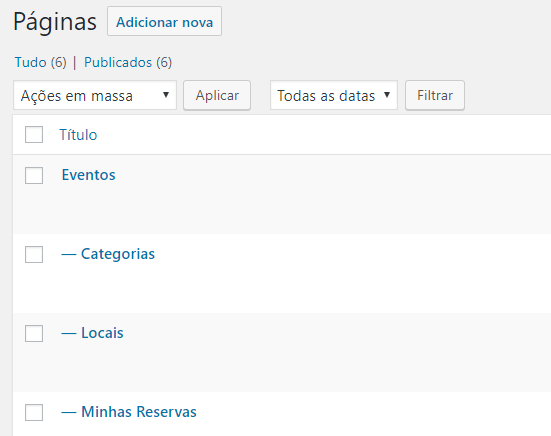 Páginas Adicionar nova
Tudo (6) | Publicados (6)
Ações em massa Aplicar Todas as datas Filtrar
Título
Eventos
— Categorias
— Locais
— Minhas Reservas